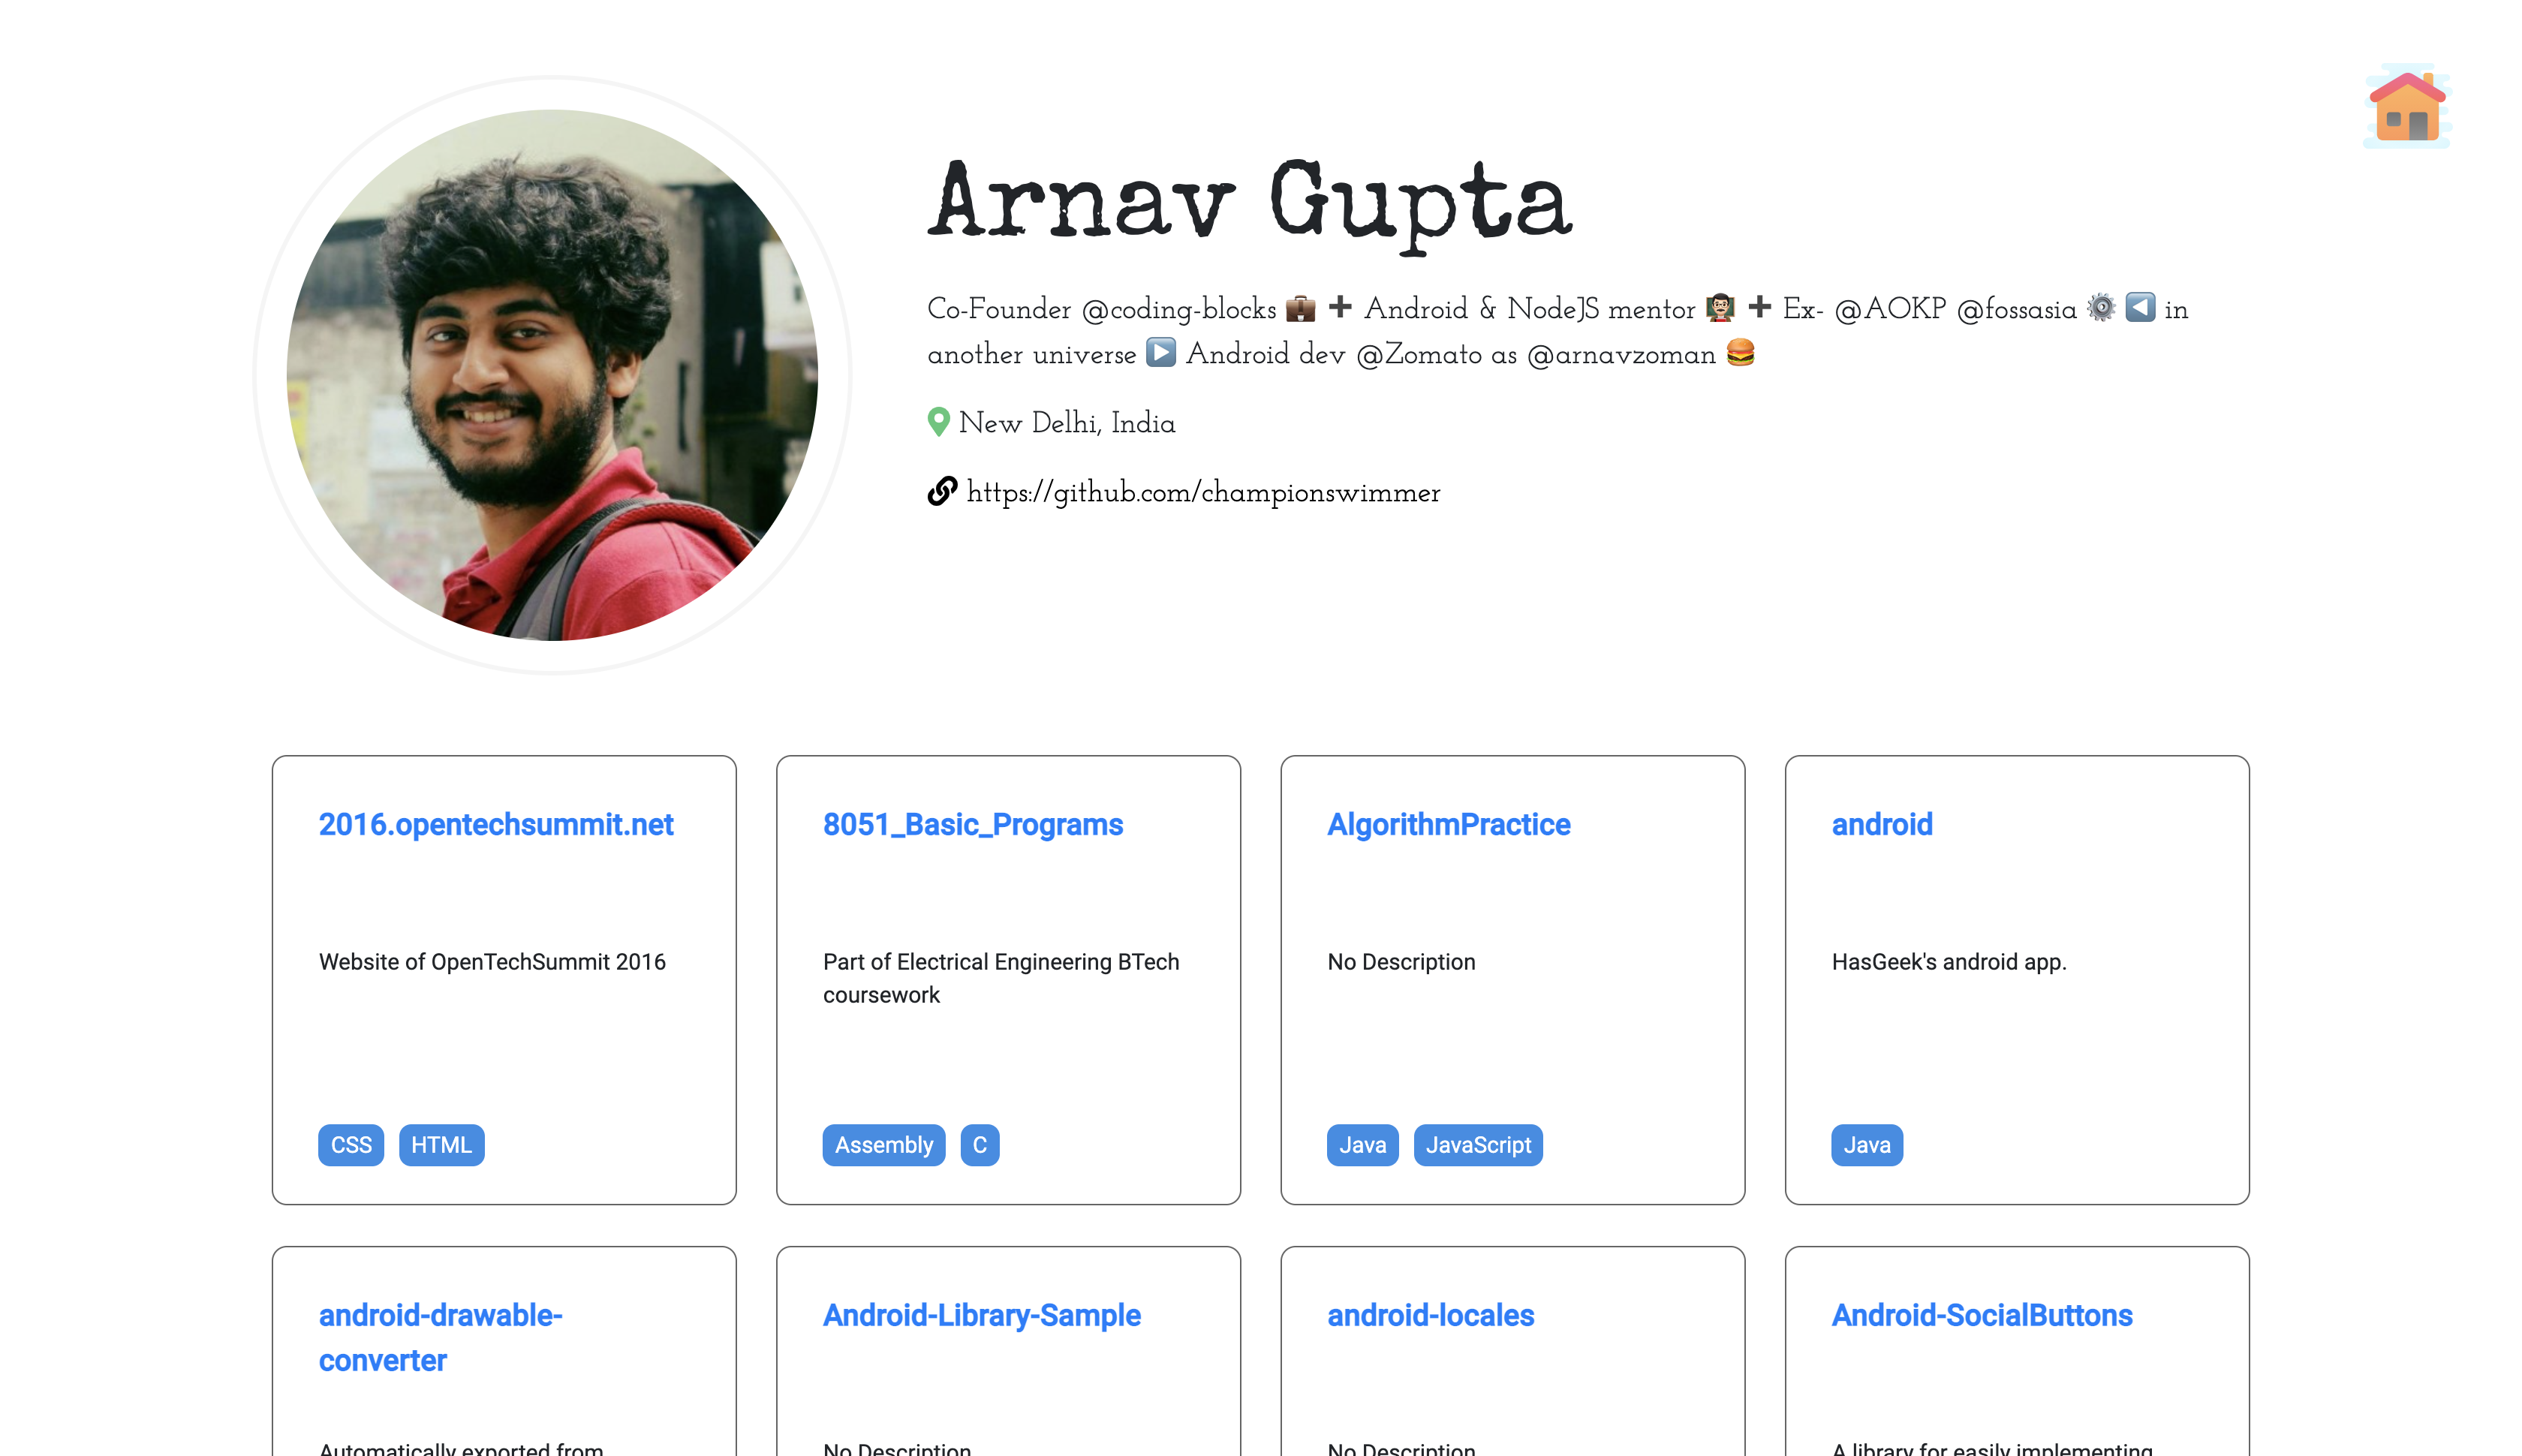 Arnav Gupta
Co-Founder @coding-blocks 💼 ➕ Android & NodeJS mentor 👨🏻‍🏫 ➕ Ex- @AOKP @fossasia ⚙️ ◀️ in
another universe ▶️ Android dev @Zomato as @arnavzoman 🍔
New Delhi, India
https://github.com/championswimmer
2016.opentechsummit.net
Website of OpenTechSummit 2016
CSS HTML
8051_Basic_Programs
Part of Electrical Engineering BTech
coursework
Assembly C
AlgorithmPractice
No Description
Java JavaScript
android
HasGeek's android app.
Java
android-drawable-
converter
Automatically exported from
Android-Library-Sample
No Description
android-locales
No Description
Android-SocialButtons
A library for easily implementing